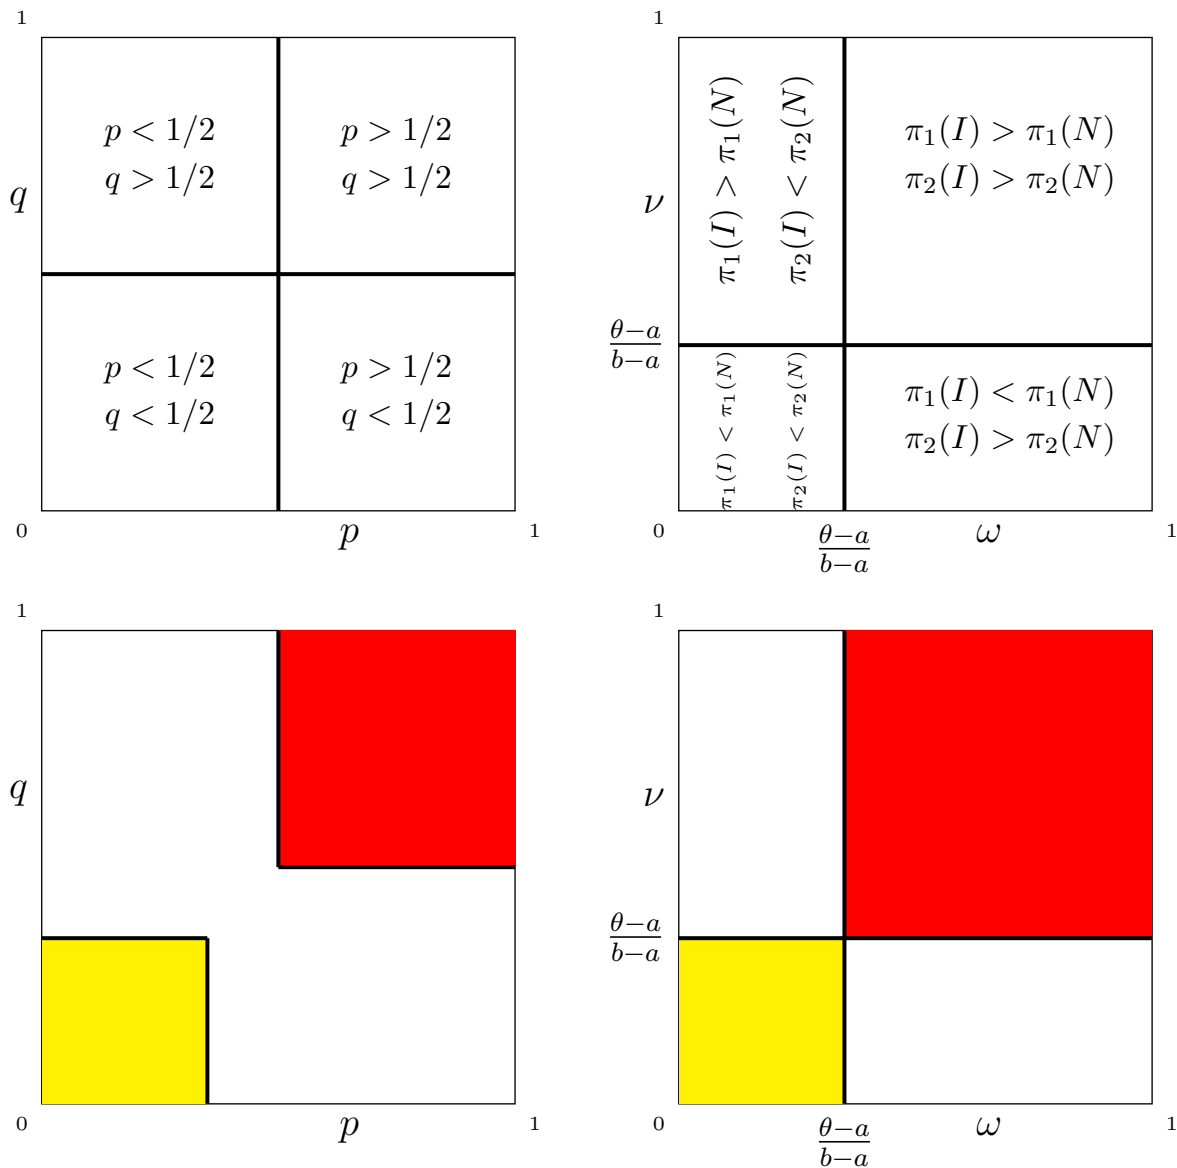 1
p < 1/2
q > 1/2
p > 1/2
q > 1/2
q
p < 1/2
q < 1/2
p > 1/2
q < 1/2
0
p
1
1
π₁(I) > π₁(N)
π₂(I) < π₂(N)
π₁(I) > π₁(N)
π₂(I) > π₂(N)
ν
θ−a
b−a
π₁(I) < π₁(N)
π₂(I) < π₂(N)
π₁(I) < π₁(N)
π₂(I) > π₂(N)
0
θ−a
b−a
ω
1
1
q
0
p
1
1
ν
θ−a
b−a
0
θ−a
b−a
ω
1